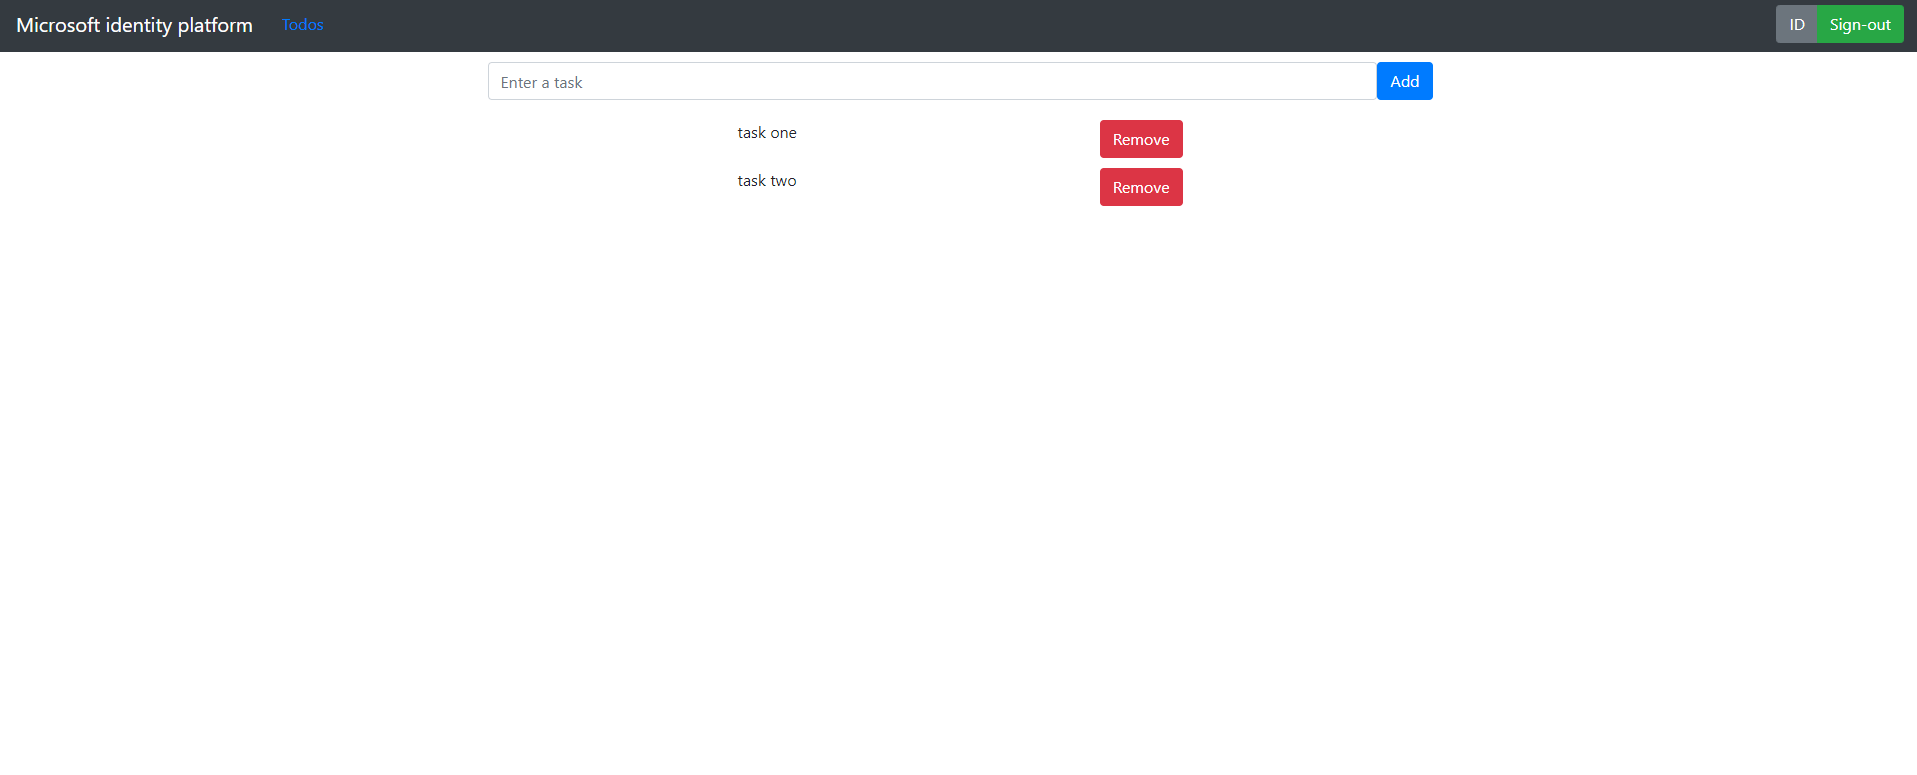 Microsoft identity platform Todos ID Sign-out
Enter a task Add
task one Remove
task two Remove